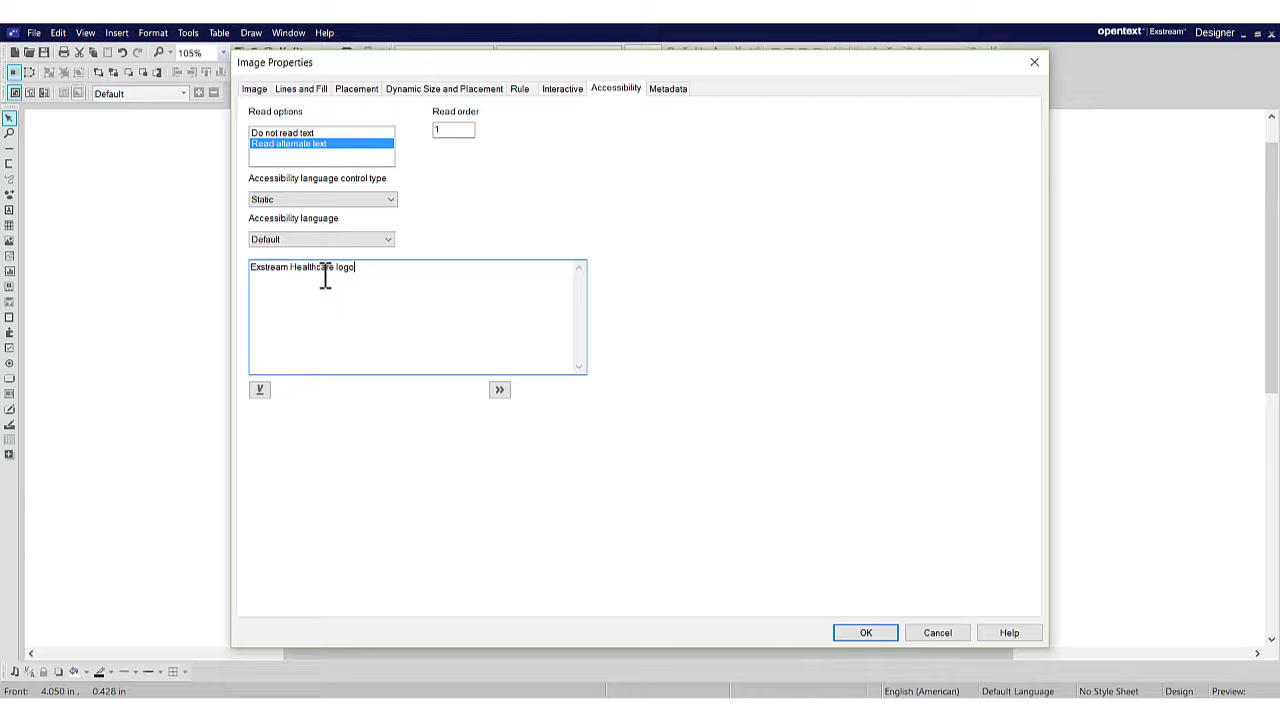 File Edit View Insert Format Tools Table Draw Window Help
opentext | Exstream Designer
105%
Default
Image Properties
Image Lines and Fill Placement Dynamic Size and Placement Rule Interactive Accessibility Metadata
Read options
Read order
Do not read text
Read alternate text
1
Accessibility language control type
Static
Accessibility language
Default
Exstream Healthcare logo
OK Cancel Help
Front: 4.050 in , 0.428 in
English (American) Default Language No Style Sheet Design Preview: